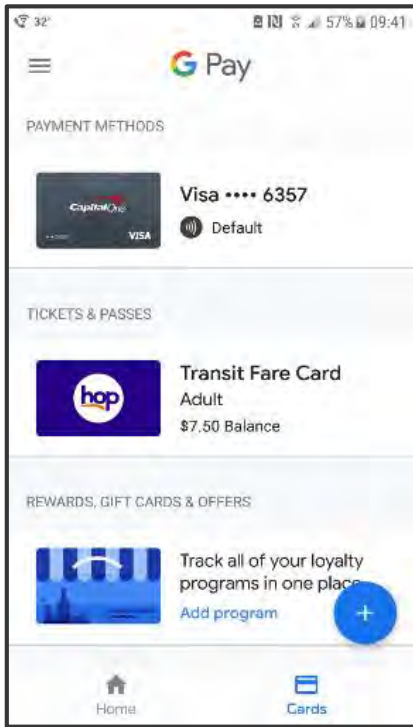 32°
57% 09:41
G Pay
PAYMENT METHODS
Capital One
VISA
Visa •••• 6357
Default
TICKETS & PASSES
hop
Transit Fare Card
Adult
$7.50 Balance
REWARDS, GIFT CARDS & OFFERS
Track all of your loyalty
programs in one place
Add program
+
Home
Cards